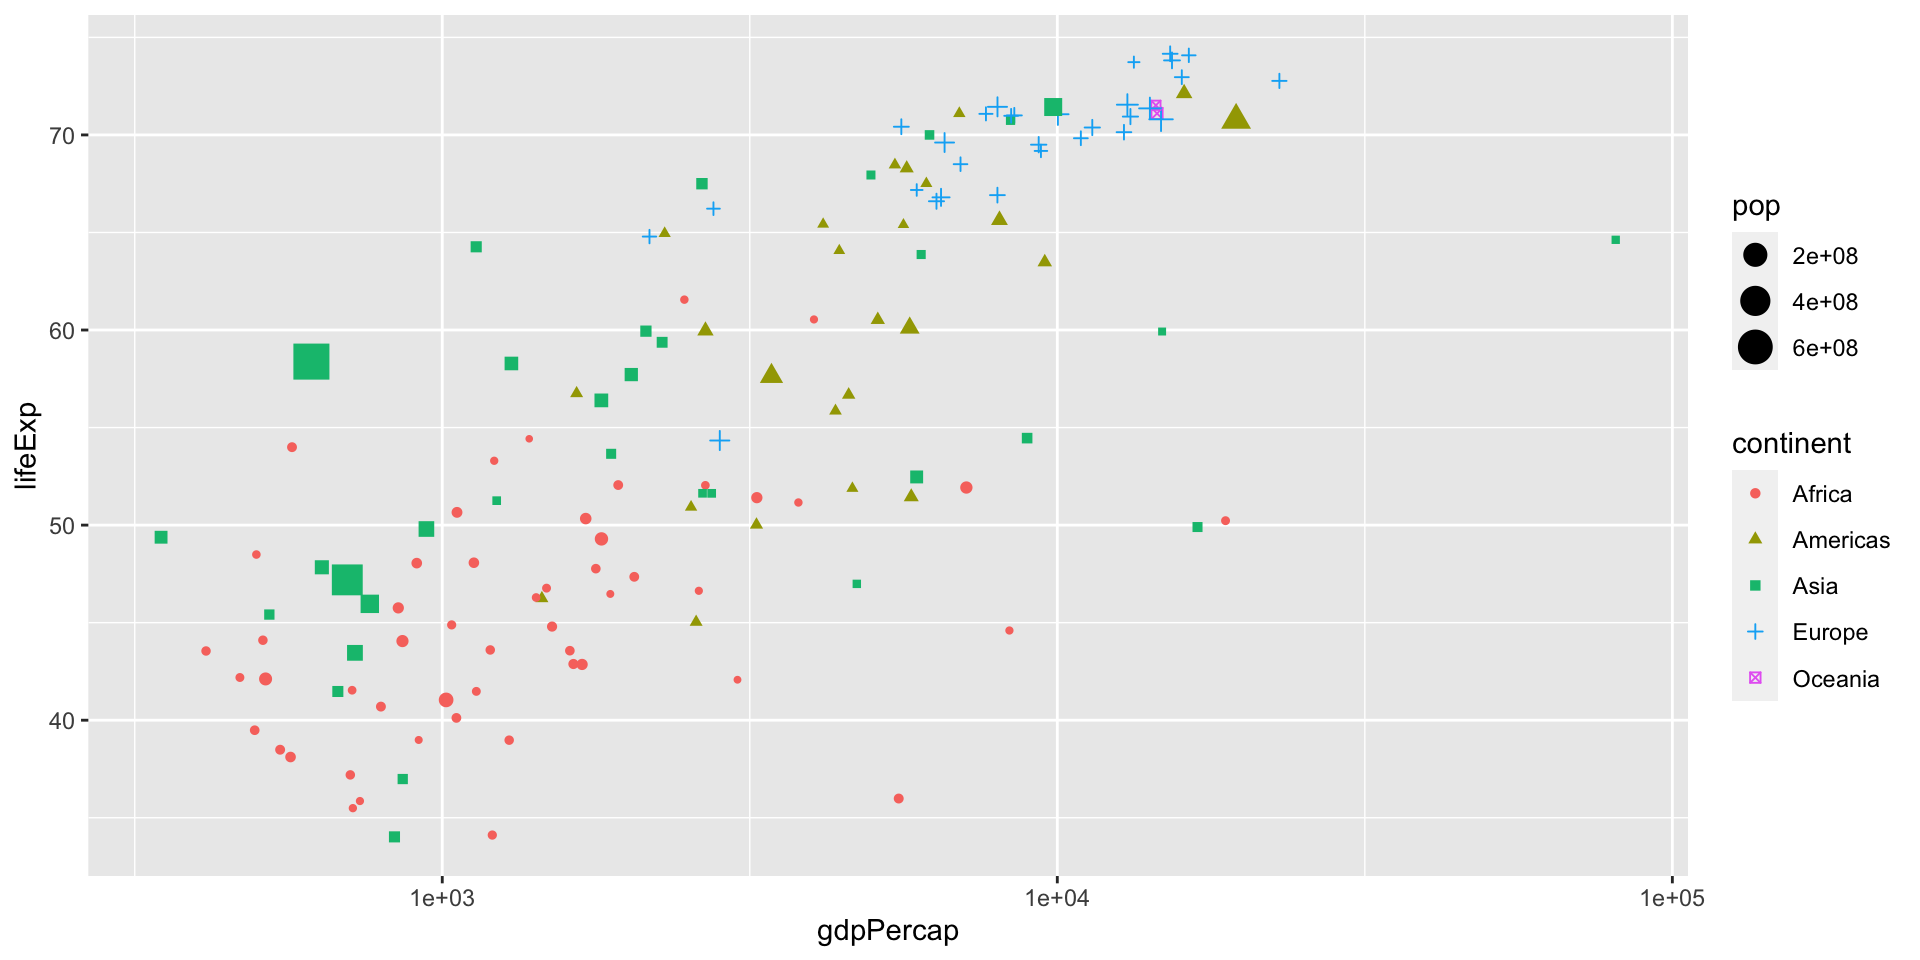 70
60
50
40
lifeExp
1e+03
1e+04
1e+05
gdpPercap
pop
2e+08
4e+08
6e+08
continent
Africa
Americas
Asia
Europe
Oceania